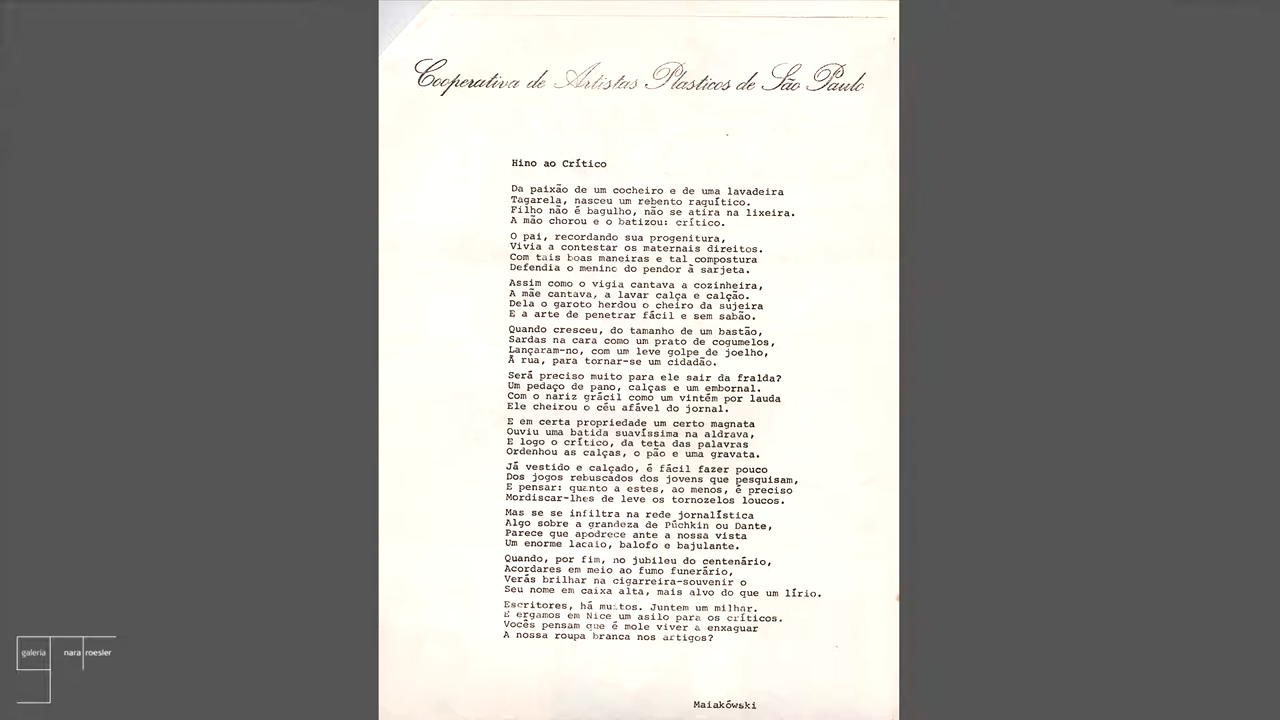 Cooperativa de Artistas Plasticos de São Paulo
Hino ao Crítico
Da paixão de um cocheiro e de uma lavadeira
Tagarela, nasceu um rebento raquítico.
Filho não é bagulho, não se atira na lixeira.
A mão chorou e o batizou: crítico.
O pai, recordando sua progenitura,
Vivia a contestar os maternais direitos.
Com tais boas maneiras e tal compostura
Defendia o menino do pendor à sarjeta.
Assim como o vigia cantava a cozinheira,
A mãe cantava, a lavar calça e calção.
Dela o garoto herdou o cheiro da sujeira
E a arte de penetrar fácil e sem sabão.
Quando cresceu, do tamanho de um bastão,
Sardas na cara como um prato de cogumelos,
Lançaram-no, com um leve golpe de joelho,
À rua, para tornar-se um cidadão.
Será preciso muito para ele sair da fralda?
Um pedaço de pano, calças e um embornal.
Com o nariz grácil como um vintém por lauda
Ele cheirou o céu afável do jornal.
E em certa propriedade um certo magnata
Ouviu uma batida suavíssima na aldrava,
E logo o crítico, da teta das palavras
Ordenhou as calças, o pão e uma gravata.
Já vestido e calçado, é fácil fazer pouco
Dos jogos rebuscados dos jovens que pesquisam,
E pensar: quanto a estes, ao menos, é preciso
Mordiscar-lhes de leve os tornozelos loucos.
Mas se se infiltra na rede jornalística
Algo sobre a grandeza de Púchkin ou Dante,
Parece que apodrece ante a nossa vista
Um enorme lacaio, balofo e bajulante.
Quando, por fim, no jubileu do centenário,
Acordares em meio ao fumo funerário,
Verás brilhar na cigarreira-souvenir o
Seu nome em caixa alta, mais alvo do que um lírio.
Escritores, há muitos. Juntem um milhar.
E ergamos em Nice um asilo para os críticos.
Vocês pensam que é mole viver a enxaguar
A nossa roupa branca nos artigos?
Maiakówski
galeria nara roesler